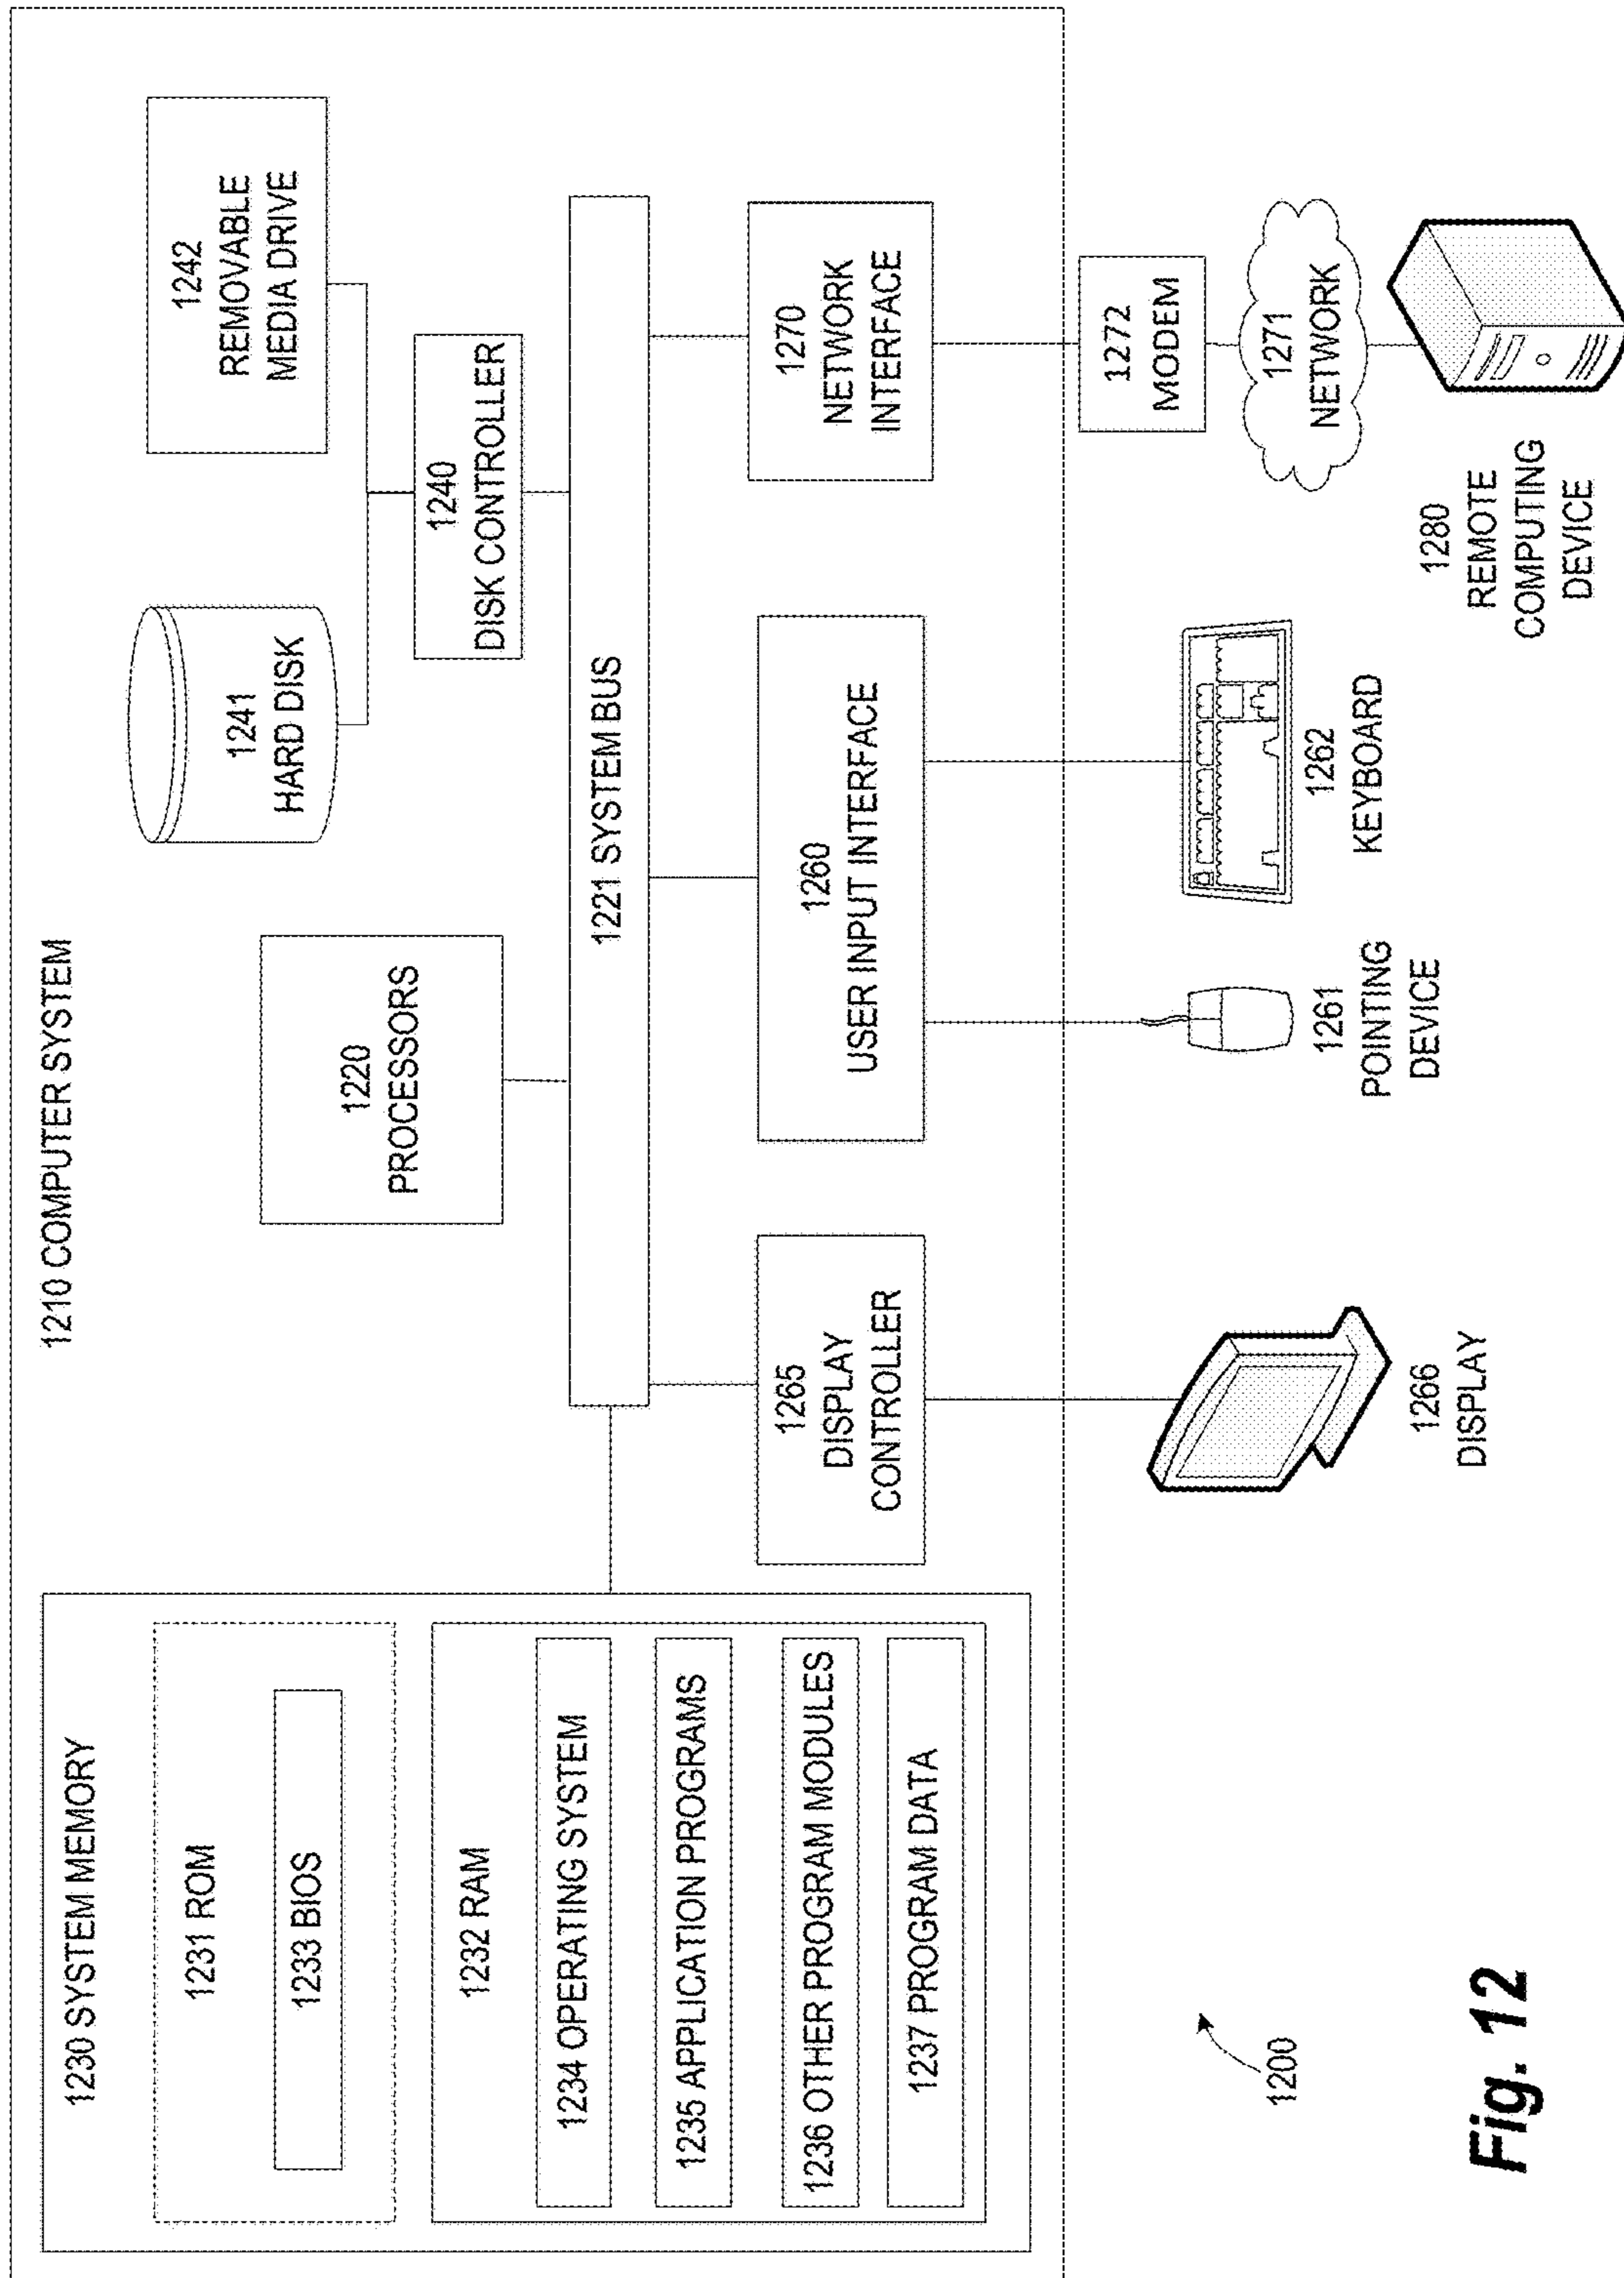 1210 COMPUTER SYSTEM
1230 SYSTEM MEMORY
1231 ROM
1233 BIOS
1232 RAM
1234 OPERATING SYSTEM
1235 APPLICATION PROGRAMS
1236 OTHER PROGRAM MODULES
1237 PROGRAM DATA
1220
PROCESSORS
1241
HARD DISK
1242
REMOVABLE
MEDIA DRIVE
1240
DISK CONTROLLER
1221 SYSTEM BUS
1265
DISPLAY
CONTROLLER
1260
USER INPUT INTERFACE
1270
NETWORK
INTERFACE
1272
MODEM
1271
NETWORK
1266
DISPLAY
1261
POINTING
DEVICE
1262
KEYBOARD
1280
REMOTE
COMPUTING
DEVICE
1200
Fig. 12